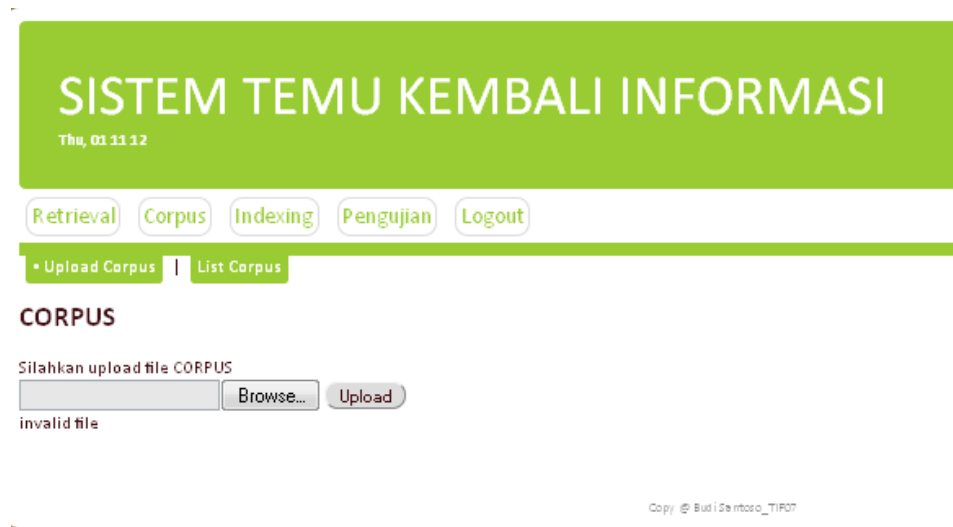 SISTEM TEMU KEMBALI INFORMASI
Thu, 01 11 12
Retrieval Corpus Indexing Pengujian Logout
▪ Upload Corpus | List Corpus
CORPUS
Silahkan upload file CORPUS
Browse... Upload
invalid file
Copy @ Budi Santoso_TIF07